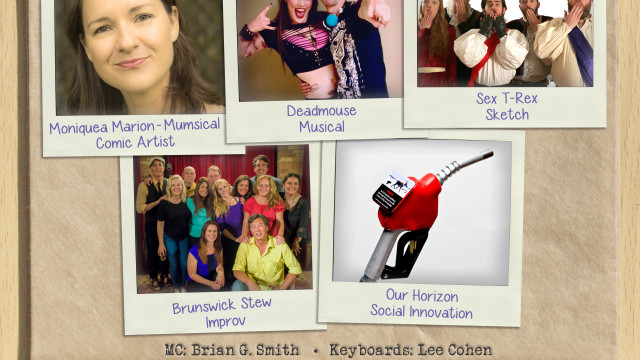 Moniquea Marion-Mumsical
Comic Artist
Deadmouse
Musical
Sex T-Rex
Sketch
Brunswick Stew
Improv
Our Horizon
Social Innovation
MC: Brian G. Smith • Keyboards: Lee Cohen